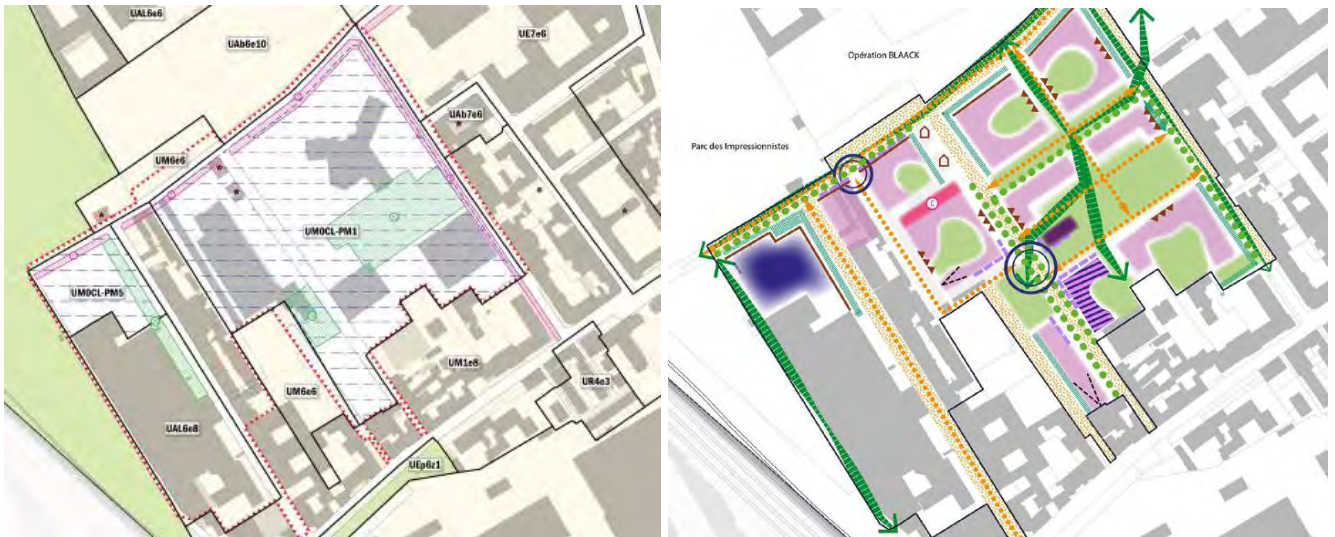 UAL6e6
UAb6e10
UE7e6
UAb7e6
UM6e6
UM0CL-PM1
UM0CL-PM5
UM1e8
UM6e6
UR4e3
UAL6e8
UEp6z1
Opération BLAACK
Parc des Impressionnistes
C